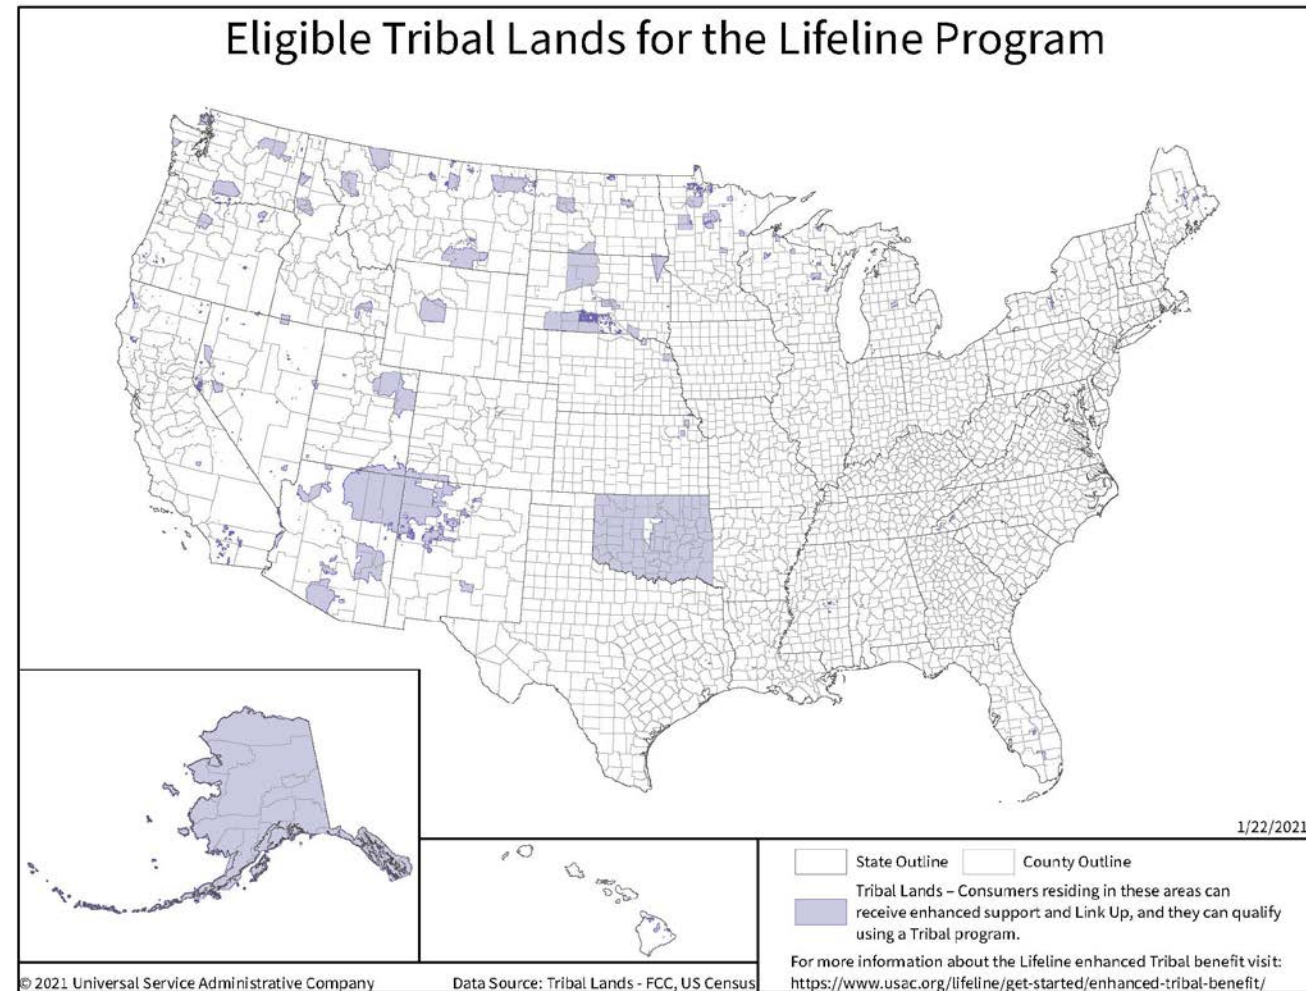 Eligible Tribal Lands for the Lifeline Program
1/22/2021
State Outline
County Outline
Tribal Lands – Consumers residing in these areas can
receive enhanced support and Link Up, and they can qualify
using a Tribal program.
For more information about the Lifeline enhanced Tribal benefit visit:
https://www.usac.org/lifeline/get-started/enhanced-tribal-benefit/
© 2021 Universal Service Administrative Company
Data Source: Tribal Lands - FCC, US Census